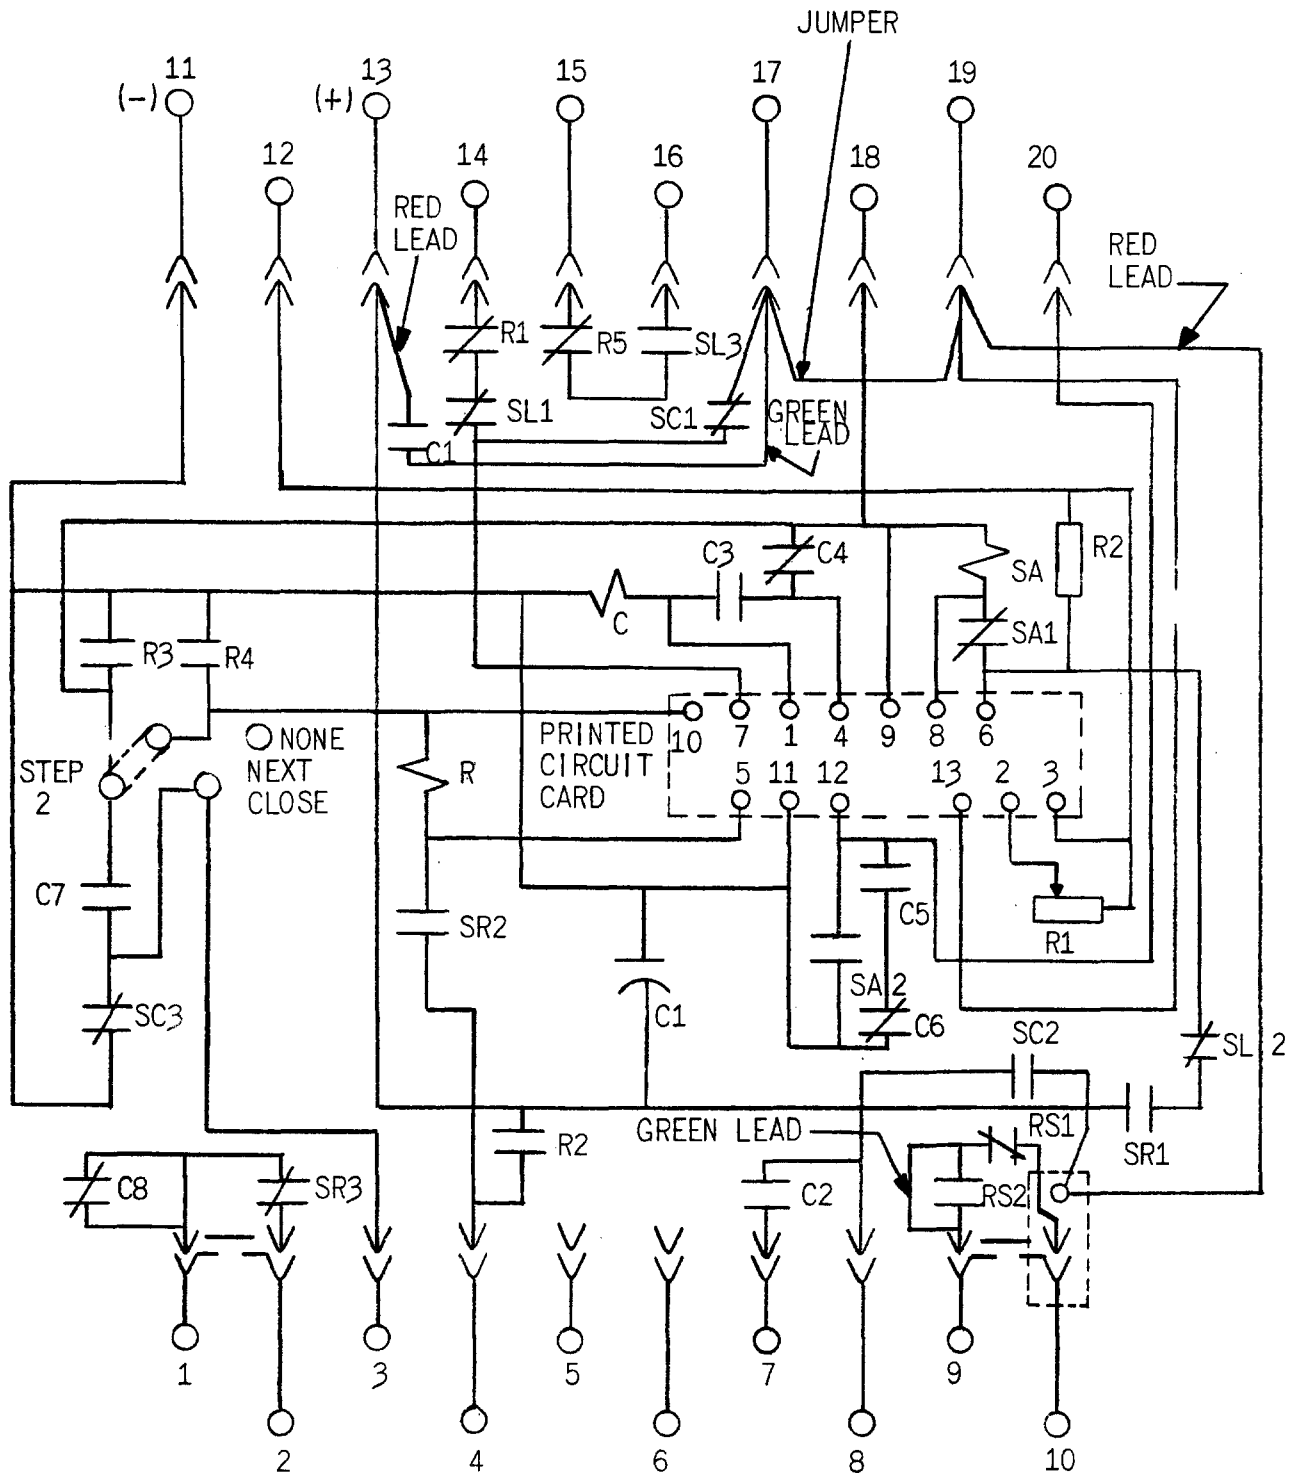 JUMPER
11
13
15
17
19
(-)
(+)
12
14
16
18
20
RED
LEAD
RED
LEAD
R1
R5
SL3
SL1
SC1
GREEN
LEAD
C1
C3
C4
SA
R2
C
SA1
R3
R4
NONE
NEXT
CLOSE
STEP
2
R
PRINTED
CIRCUIT
CARD
10
7
1
4
9
8
6
5
11
12
13
2
3
C7
SR2
C5
R1
SC3
C1
SA 2
C6
SC2
SL 2
GREEN LEAD
RS1
SR1
R2
C8
SR3
C2
RS2
1
3
5
7
9
2
4
6
8
10